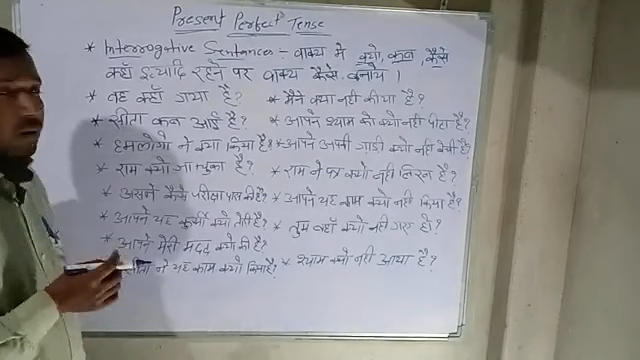 Present Perfect Tense
* Interrogative Sentences :- वाक्य में क्यो, कब, कैसे
कहाँ इत्यादि रहने पर वाक्य कैसे बनाये ।
* वह कहाँ गया है? * मैंने क्या नही किया है?
* सीता कब आई है? * आपने श्याम को क्यो नही पीटा है?
* हमलोगो ने क्या किया है? * आपने अपनी गाडी क्यो नही बेची है?
* राम क्यो जा चुका है? * राम ने पत्र क्यो नही लिखा है?
* उसने कैसे परीक्षा पास की है? * आपने यह काम क्यो नही किया है?
* आपने यह कुर्सी क्यो तोडी है? * तुम वहाँ क्यो नही गए हो?
* आपने मेरी मदद क्यो की है?
ने यह काम क्यो किया है? * श्याम क्यो नही आया है?